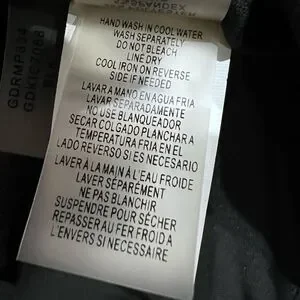 HAND WASH IN COOL WATER
WASH SEPARATELY
DO NOT BLEACH
LINE DRY
COOL IRON ON REVERSE
SIDE IF NEEDED
LAVAR A MANO EN AGUA FRIA
LAVAR SEPARADAMENTE
NO USE BLANQUEADOR
SECAR COLGADO PLANCHAR A
TEMPERATURA FRIA EN EL
LADO REVERSO SI ES NECESARIO
LAVER À LA MAIN À L'EAU FROIDE
LAVER SÉPARÉMENT
NE PAS BLANCHIR
SUSPENDRE POUR SÉCHER
REPASSER AU FER FROID A
L'ENVERS SI NECESSAIRE